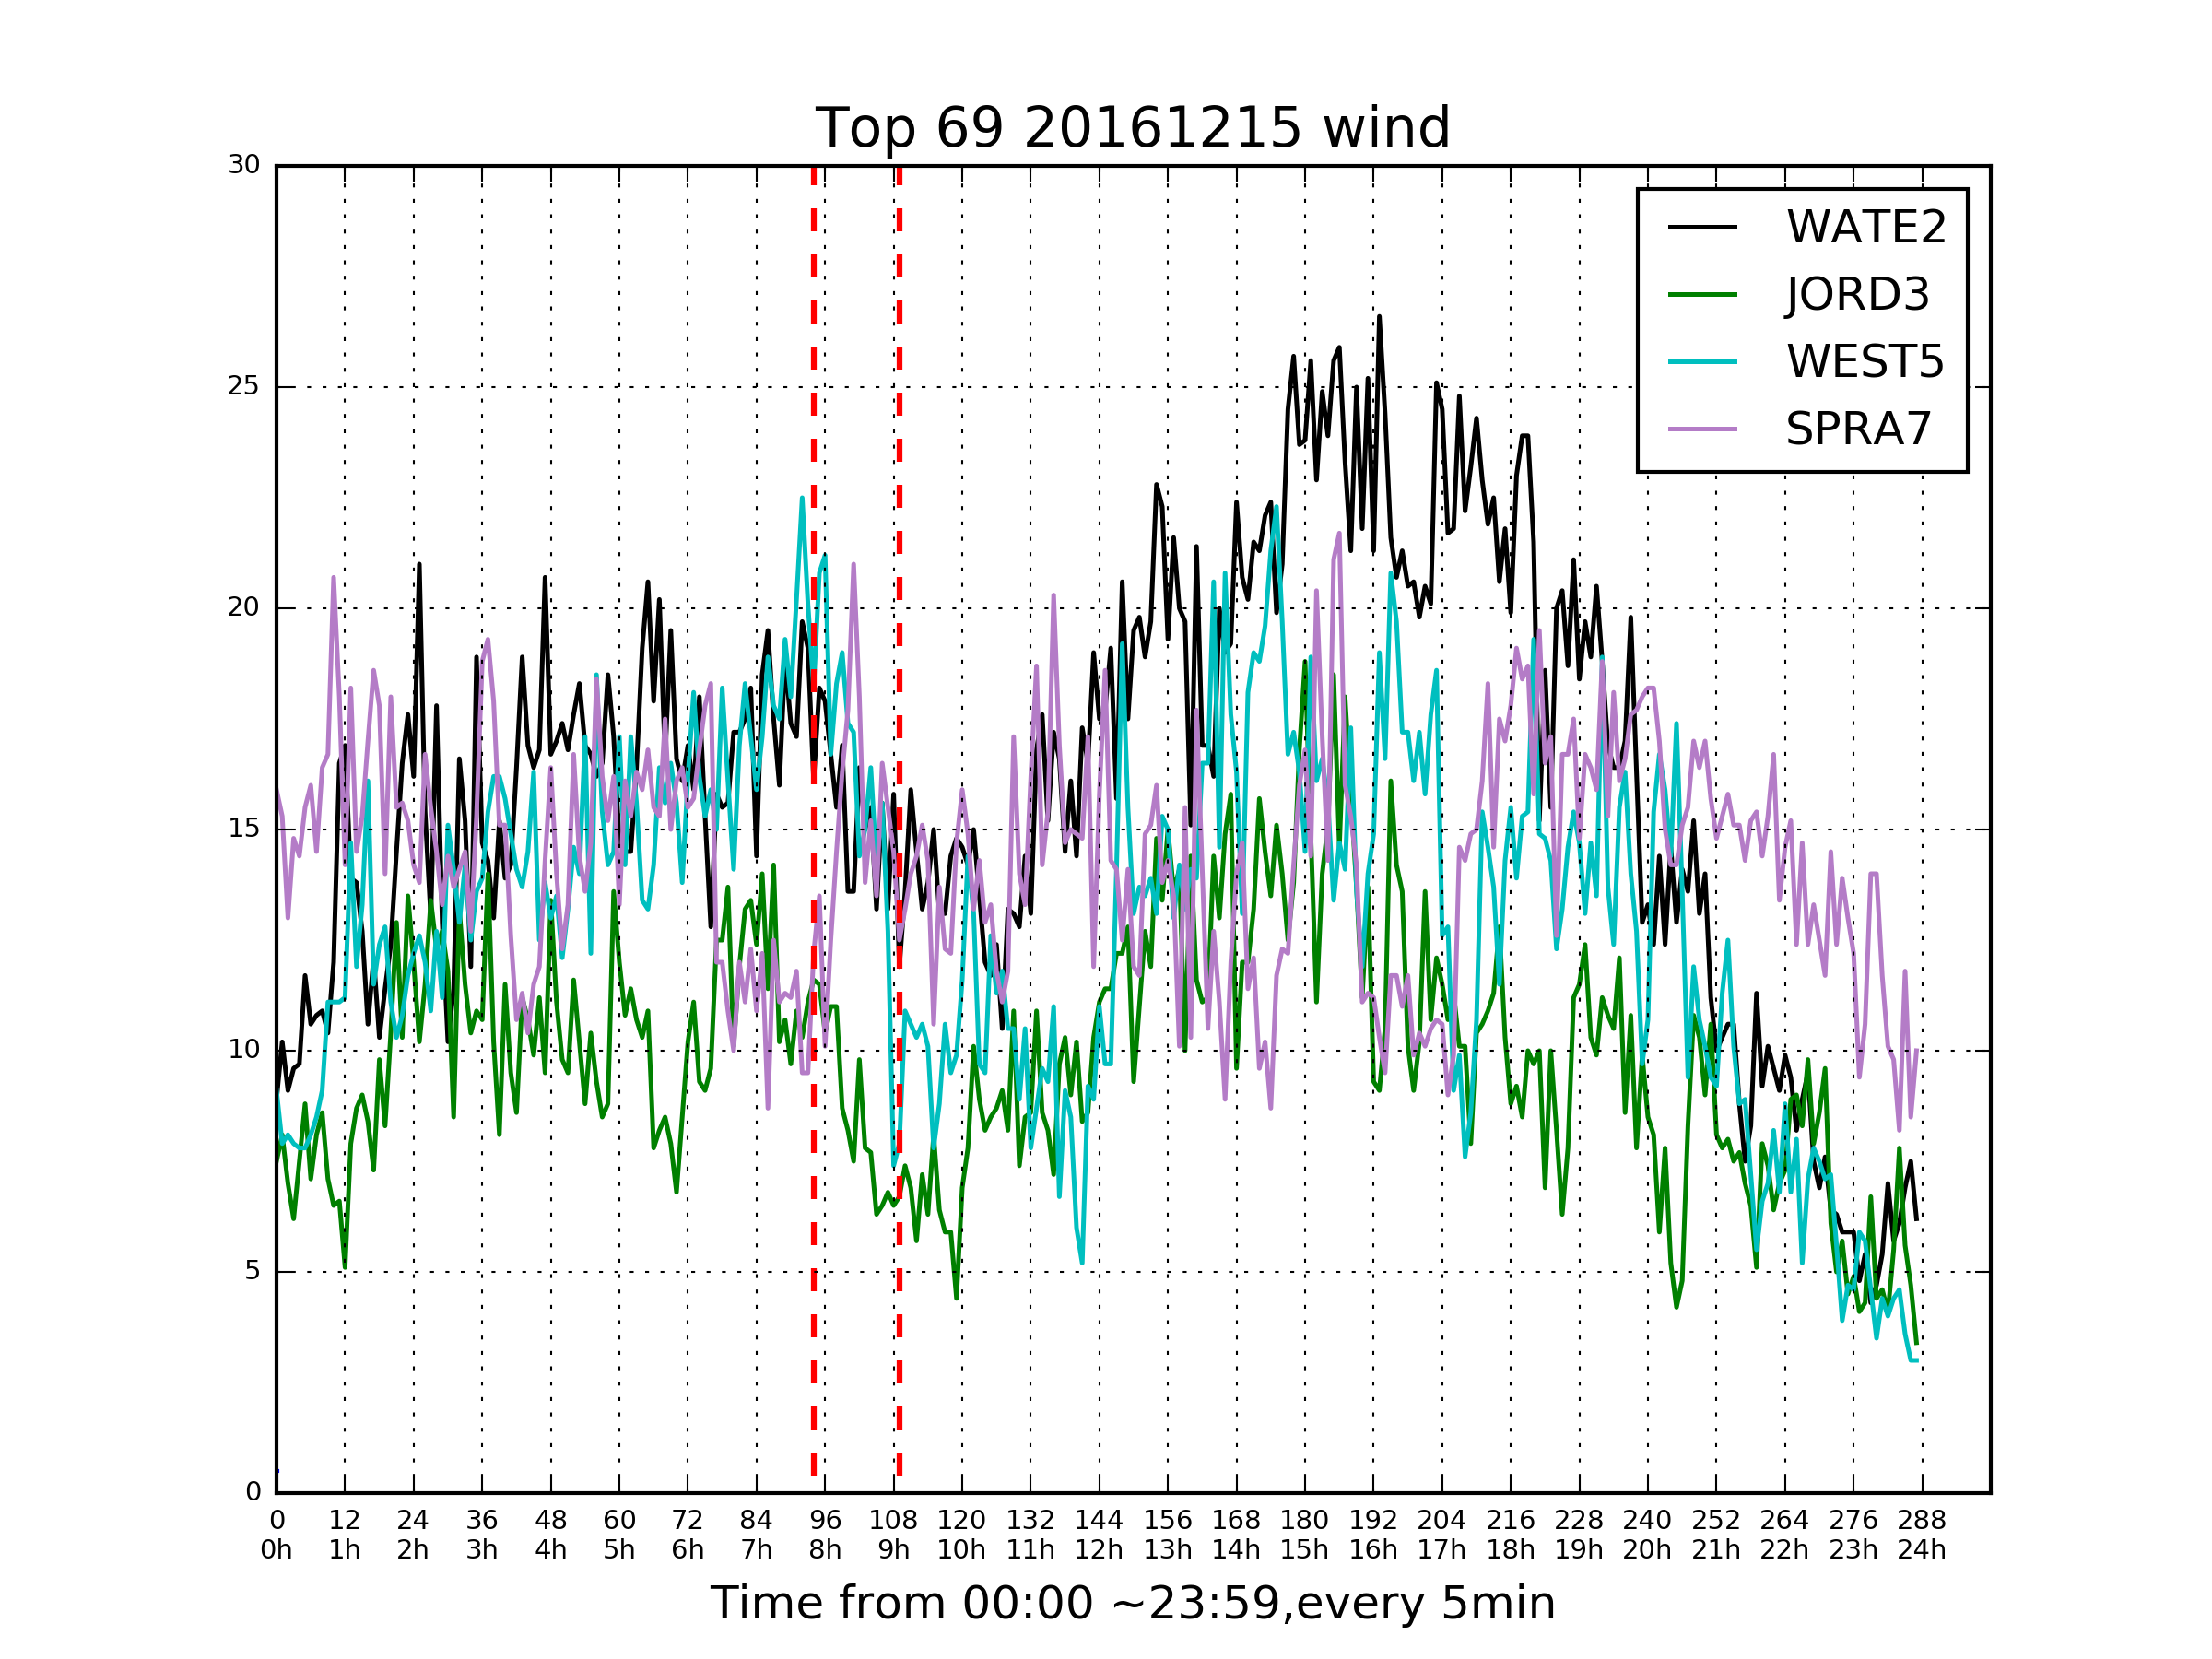 Top 69 20161215 wind
30
25
20
15
10
5
0
WATE2
JORD3
WEST5
SPRA7
0 12 24 36 48 60 72 84 96 108 120 132 144 156 168 180 192 204 216 228 240 252 264 276 288
0h 1h 2h 3h 4h 5h 6h 7h 8h 9h 10h 11h 12h 13h 14h 15h 16h 17h 18h 19h 20h 21h 22h 23h 24h
Time from 00:00 ~23:59,every 5min